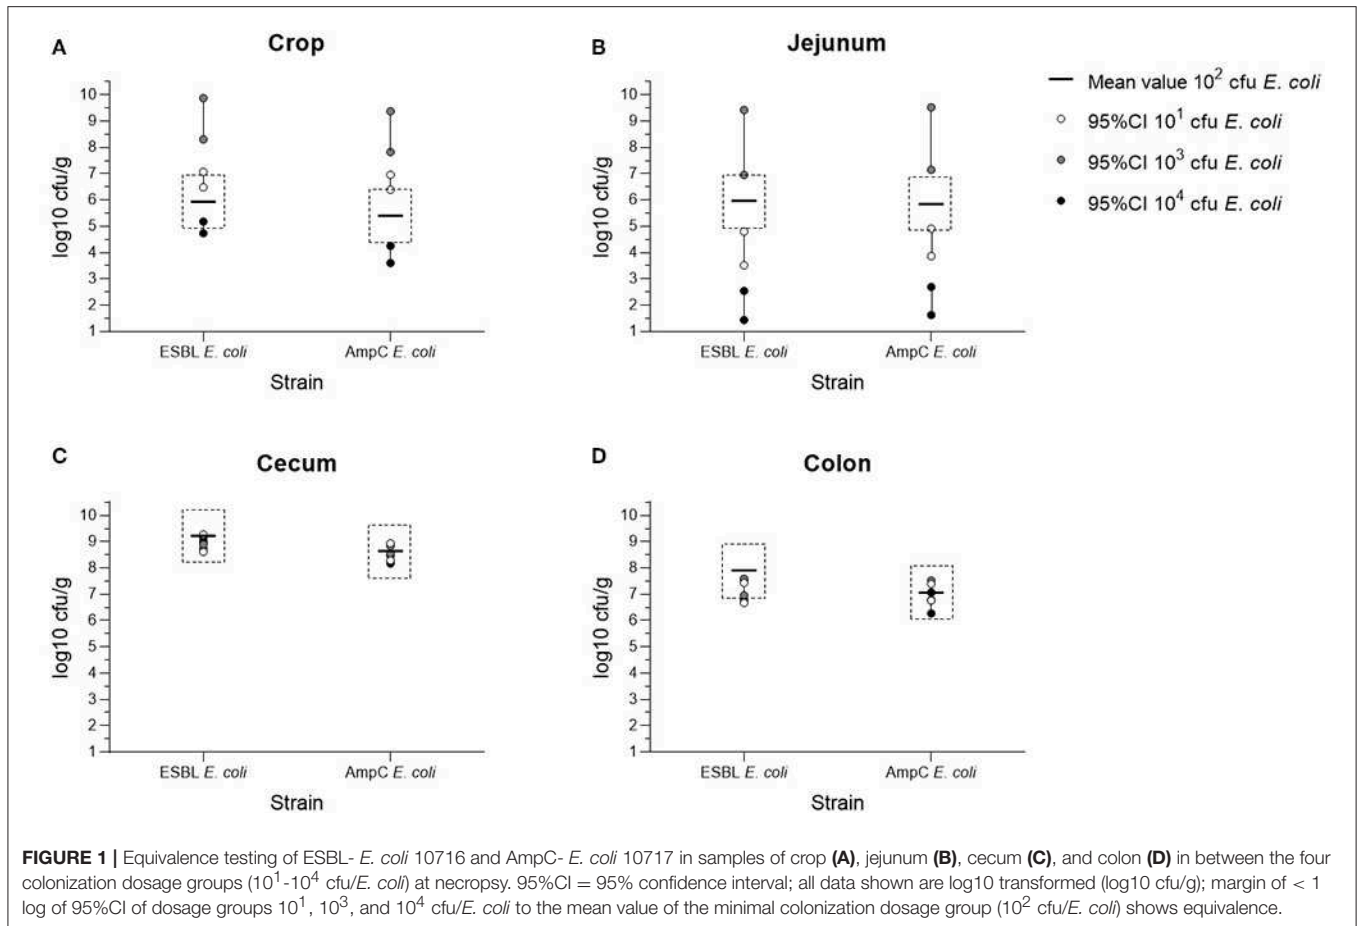 A
Crop
B
Jejunum
Mean value 10² cfu E. coli
95%CI 10¹ cfu E. coli
95%CI 10³ cfu E. coli
95%CI 10⁴ cfu E. coli
log10 cfu/g
10
9
8
7
6
5
4
3
2
1
ESBL E. coli
AmpC E. coli
Strain
log10 cfu/g
10
9
8
7
6
5
4
3
2
1
ESBL E. coli
AmpC E. coli
Strain
C
Cecum
D
Colon
log10 cfu/g
10
9
8
7
6
5
4
3
2
1
ESBL E. coli
AmpC E. coli
Strain
log10 cfu/g
10
9
8
7
6
5
4
3
2
1
ESBL E. coli
AmpC E. coli
Strain
FIGURE 1 | Equivalence testing of ESBL- E. coli 10716 and AmpC- E. coli 10717 in samples of crop (A), jejunum (B), cecum (C), and colon (D) in between the four
colonization dosage groups (10¹-10⁴ cfu/E. coli) at necropsy. 95%CI = 95% confidence interval; all data shown are log10 transformed (log10 cfu/g); margin of < 1
log of 95%CI of dosage groups 10¹, 10³, and 10⁴ cfu/E. coli to the mean value of the minimal colonization dosage group (10² cfu/E. coli) shows equivalence.